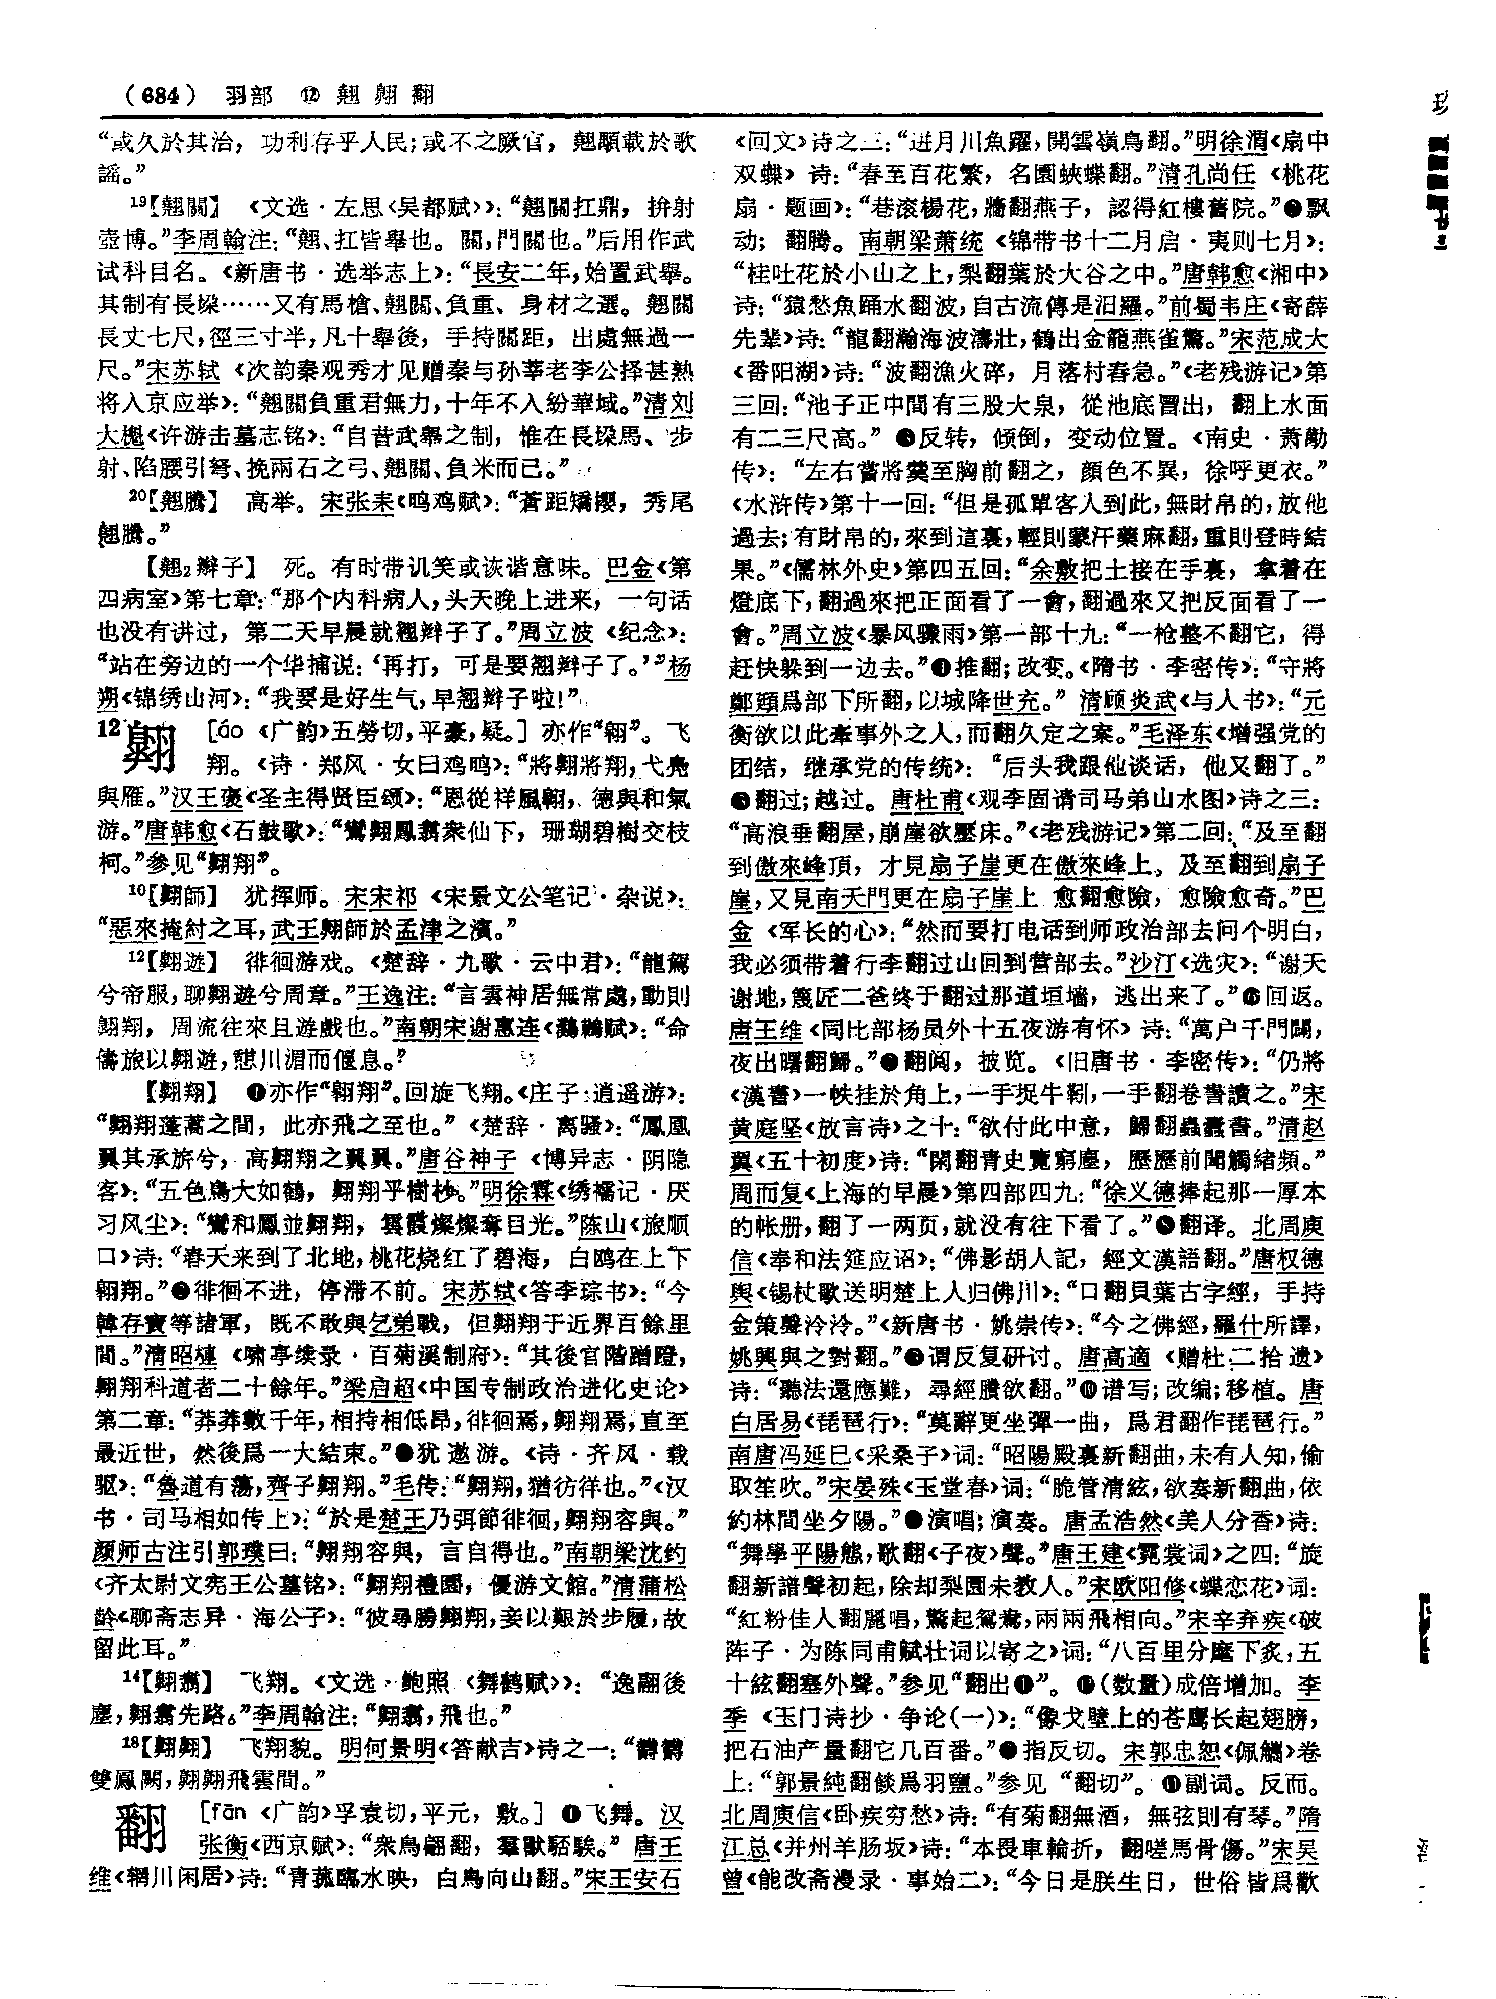 （684） 羽部 ⑫ 翹 翺 翻
“或久於其治，功利存乎人民；或不之厥官，翹顒載於歌
謡。”
19【翹關】 《文选·左思〈吴都赋〉》：“翹關扛鼎，拚射
壺博。”李周翰注：“翹、扛皆舉也。關，門關也。”后用作武
试科目名。《新唐书·选举志上》：“長安二年，始置武舉。
其制有長垜……又有馬槍、翹關、負重、身材之選。翹關
長丈七尺，徑三寸半，凡十舉後，手持關距，出處無過一
尺。”宋苏轼《次韵秦观秀才见赠秦与孙莘老李公择甚熟
将入京应举》：“翹關負重君無力，十年不入紛華域。”清刘
大櫆《许游击墓志铭》：“自昔武舉之制，惟在長垜馬、步
射、陷腰引弩、挽兩石之弓、翹關、負米而已。”
20【翹騰】 高举。宋张耒《鸣鸡赋》：“蒼距矯櫻，秀尾
翹騰。”
【翘₂辫子】 死。有时带讥笑或诙谐意味。巴金《第
四病室》第七章：“那个内科病人，头天晚上进来，一句话
也没有讲过，第二天早晨就翘辫子了。”周立波《纪念》：
“站在旁边的一个华捕说：‘再打，可是要翘辫子了。’”杨
朔《锦绣山河》：“我要是好生气，早翘辫子啦！”
12翺 ［áo 《广韵》五勞切，平豪，疑。］亦作“翱”。飞
翔。《诗·郑风·女曰鸡鸣》：“將翺將翔，弋鳧
與雁。”汉王褒《圣主得贤臣颂》：“恩從祥風翺，德與和氣
游。”唐韩愈《石鼓歌》：“鸞翺鳳翥衆仙下，珊瑚碧樹交枝
柯。”参见“翺翔”。
10【翺師】 犹挥师。宋宋祁《宋景文公笔记·杂说》：
“惡來掩紂之耳，武王翺師於孟津之濱。”
12【翺遊】 徘徊游戏。《楚辞·九歌·云中君》：“龍駕
兮帝服，聊翺遊兮周章。”王逸注：“言雲神居無常處，動則
翺翔，周流往來且遊戲也。”南朝宋谢惠连《鸂鶒赋》：“命
儔旅以翺遊，憇川湄而偃息。”
【翺翔】 ❶亦作“翱翔”。回旋飞翔。《庄子·逍遥游》：
“翺翔蓬蒿之間，此亦飛之至也。”《楚辞·离骚》：“鳳凰
翼其承旂兮，高翺翔之翼翼。”唐谷神子《博异志·阴隐
客》：“五色鳥大如鶴，翺翔乎樹杪。”明徐霖《绣襦记·厌
习风尘》：“鸞和鳳並翺翔，雲霞燦燦奪目光。”陈山《旅顺
口》诗：“春天来到了北地，桃花烧红了碧海，白鸥在上下
翱翔。”❷徘徊不进，停滞不前。宋苏轼《答李琮书》：“今
韓存寶等諸軍，既不敢與乞弟戰，但翺翔于近界百餘里
間。”清昭梿《啸亭续录·百菊溪制府》：“其後官階蹭蹬，
翺翔科道者二十餘年。”梁启超《中国专制政治进化史论》
第二章：“莽莽數千年，相持相低昂，徘徊焉，翺翔焉，直至
最近世，然後爲一大結束。”❸犹遨游。《诗·齐风·载
驱》：“魯道有蕩，齊子翺翔。”毛传：“翺翔，猶彷徉也。”《汉
书·司马相如传上》：“於是楚王乃弭節徘徊，翺翔容與。”
颜师古注引郭璞曰：“翺翔容與，言自得也。”南朝梁沈约
《齐太尉文宪王公墓铭》：“翺翔禮園，優游文館。”清蒲松
龄《聊斋志异·海公子》：“彼尋勝翺翔，妾以艱於步履，故
留此耳。”
14【翺翥】 飞翔。《文选·鲍照〈舞鹤赋〉》：“逸翮後
塵，翺翥先路。”李周翰注：“翺翥，飛也。”
18【翺翺】 飞翔貌。明何景明《答献吉》诗之一：“雙鳳闕，翺翺飛雲間。”
翻 ［fān 《广韵》孚袁切，平元，敷。］❶飞舞。汉
张衡《西京赋》：“衆鳥翩翻，羣獸駓騃。”唐王
维《辋川闲居》诗：“青菰臨水映，白鳥向山翻。”宋王安石
《回文》诗之三：“迸月川魚躍，開雲嶺鳥翻。”明徐渭《扇中
双蝶》诗：“春至百花繁，名園蛺蝶翻。”清孔尚任《桃花
扇·题画》：“巷滚楊花，牆翻燕子，認得紅樓舊院。”❷飘
动；翻腾。南朝梁萧统《锦带书十二月启·夷则七月》：
“桂吐花於小山之上，梨翻葉於大谷之中。”唐韩愈《湘中》
诗：“猿愁魚踊水翻波，自古流傳是汨羅。”前蜀韦庄《寄薛
先辈》诗：“龍翻瀚海波濤壯，鶴出金籠燕雀驚。”宋范成大
《番阳湖》诗：“波翻漁火碎，月落村舂急。”《老残游记》第
三回：“池子正中間有三股大泉，從池底冒出，翻上水面
有二三尺高。”❸反转，倾倒，变动位置。《南史·萧勱
传》：“左右嘗將羹至胸前翻之，顔色不異，徐呼更衣。”
《水浒传》第十一回：“但是孤單客人到此，無財帛的，放他
過去；有財帛的，來到這裏，輕則蒙汗藥麻翻，重則登時結
果。”《儒林外史》第四五回：“余敷把土接在手裏，拿着在
燈底下，翻過來把正面看了一會，翻過來又把反面看了一
會。”周立波《暴风骤雨》第一部十九：“一枪整不翻它，得
赶快躲到一边去。”❹推翻；改变。《隋书·李密传》：“守將
鄭頲爲部下所翻，以城降世充。”清顾炎武《与人书》：“元
衡欲以此牽事外之人，而翻久定之案。”毛泽东《增强党的
团结，继承党的传统》：“后头我跟他谈话，他又翻了。”
❺翻过；越过。唐杜甫《观李固请司马弟山水图》诗之三：
“高浪垂翻屋，崩崖欲壓床。”《老残游记》第二回：“及至翻
到傲來峰頂，才見扇子崖更在傲來峰上，及至翻到扇子
崖，又見南天門更在扇子崖上 愈翻愈險，愈險愈奇。”巴
金《军长的心》：“然而要打电话到师政治部去问个明白，
我必须带着行李翻过山回到营部去。”沙汀《选灾》：“谢天
谢地，篾匠二爸终于翻过那道垣墙，逃出来了。”❻回返。
唐王维《同比部杨员外十五夜游有怀》诗：“萬户千門闢，
夜出曙翻歸。”❼翻阅，披览。《旧唐书·李密传》：“仍將
《漢書》一帙挂於角上，一手捉牛靷，一手翻卷書讀之。”宋
黄庭坚《放言诗》之十：“欲付此中意，歸翻蟲蠹書。”清赵
翼《五十初度》诗：“閑翻青史覽窮塵，歷歷前聞觸緒頻。”
周而复《上海的早晨》第四部四九：“徐义德捧起那一厚本
的帐册，翻了一两页，就没有往下看了。”❽翻译。北周庾
信《奉和法筵应诏》：“佛影胡人記，經文漢語翻。”唐权德
舆《锡杖歌送明楚上人归佛川》：“口翻貝葉古字經，手持
金策聲泠泠。”《新唐书·姚崇传》：“今之佛經，羅什所譯，
姚興與之對翻。”❾谓反复研讨。唐高適《赠杜二拾遗》
诗：“聽法還應難，尋經賸欲翻。”❿谱写；改编；移植。唐
白居易《琵琶行》：“莫辭更坐彈一曲，爲君翻作琵琶行。”
南唐冯延巳《采桑子》词：“昭陽殿裏新翻曲，未有人知，偷
取笙吹。”宋晏殊《玉堂春》词：“脆管清絃，欲奏新翻曲，依
約林間坐夕陽。”⓫演唱；演奏。唐孟浩然《美人分香》诗：
“舞學平陽態，歌翻《子夜》聲。”唐王建《霓裳词》之四：“旋
翻新譜聲初起，除却梨園未教人。”宋欧阳修《蝶恋花》词：
“紅粉佳人翻麗唱，驚起鴛鴦，兩兩飛相向。”宋辛弃疾《破
阵子·为陈同甫赋壮词以寄之》词：“八百里分麾下炙，五
十絃翻塞外聲。”参见“翻出❶”。⓬（数量）成倍增加。李
季《玉门诗抄·争论（一）》：“像戈壁上的苍鹰长起翅膀，
把石油产量翻它几百番。”⓭指反切。宋郭忠恕《佩觿》卷
上：“郭景純翻餤爲羽鹽。”参见“翻切”。⓮副词。反而。
北周庾信《卧疾穷愁》诗：“有菊翻無酒，無弦則有琴。”隋
江总《并州羊肠坂》诗：“本畏車輪折，翻嗟馬骨傷。”宋吴
曾《能改斋漫录·事始二》：“今日是朕生日，世俗皆爲歡